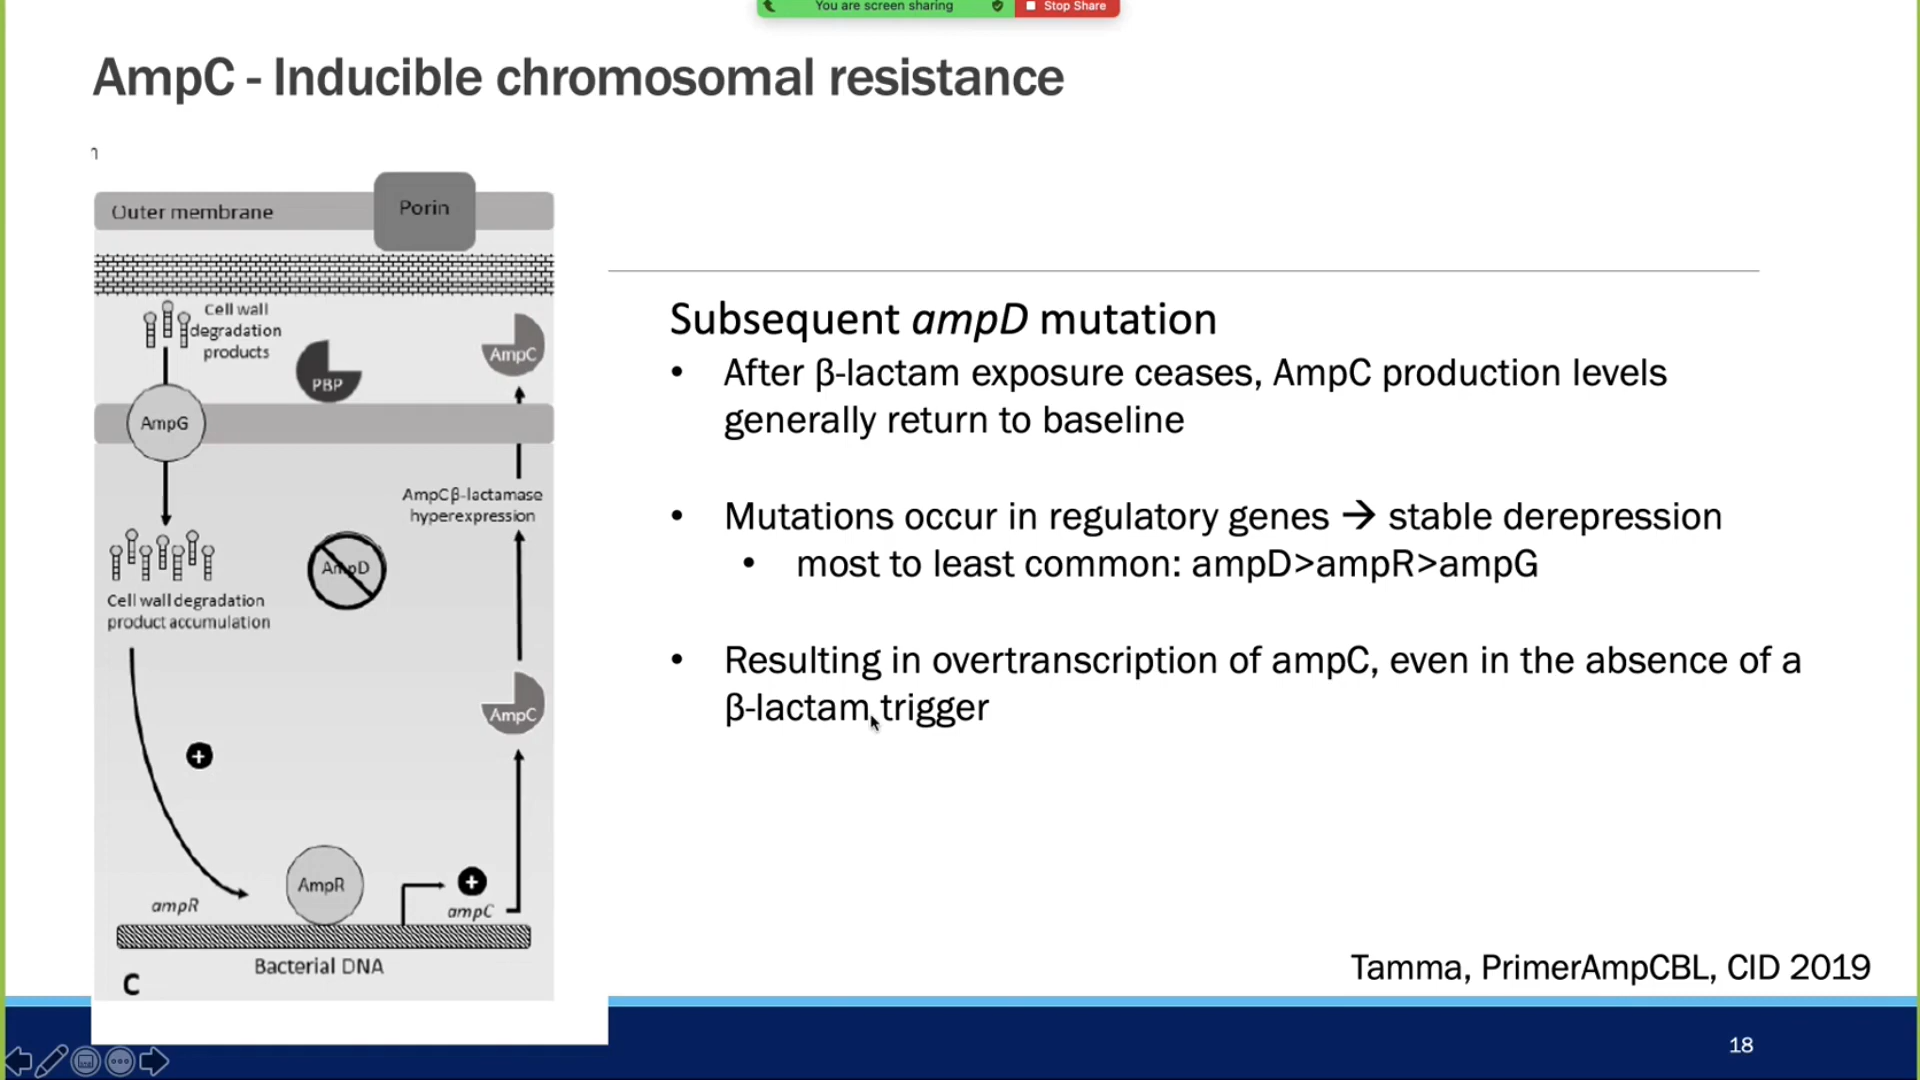 You are screen sharing
Stop Share
AmpC - Inducible chromosomal resistance
Outer membrane
Porin
Cell wall
degradation
products
PBP
AmpC
AmpG
AmpC β-lactamase
hyperexpression
AmpD
Cell wall degradation
product accumulation
AmpC
+
AmpR
+
ampR
ampC
Bacterial DNA
C
Subsequent ampD mutation
• After β-lactam exposure ceases, AmpC production levels
generally return to baseline
• Mutations occur in regulatory genes → stable derepression
• most to least common: ampD>ampR>ampG
• Resulting in overtranscription of ampC, even in the absence of a
β-lactam trigger
Tamma, PrimerAmpCBL, CID 2019
18